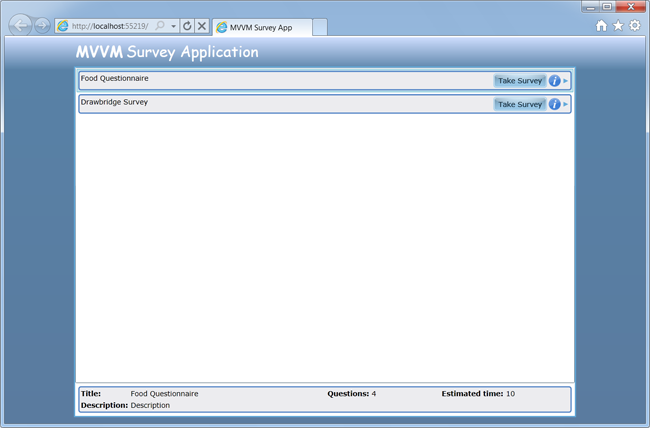 http://localhost:55219/
MVVM Survey App
MVVM Survey Application
Food Questionnaire
Take Survey
Drawbridge Survey
Take Survey
Title: Food Questionnaire Questions: 4 Estimated time: 10
Description: Description